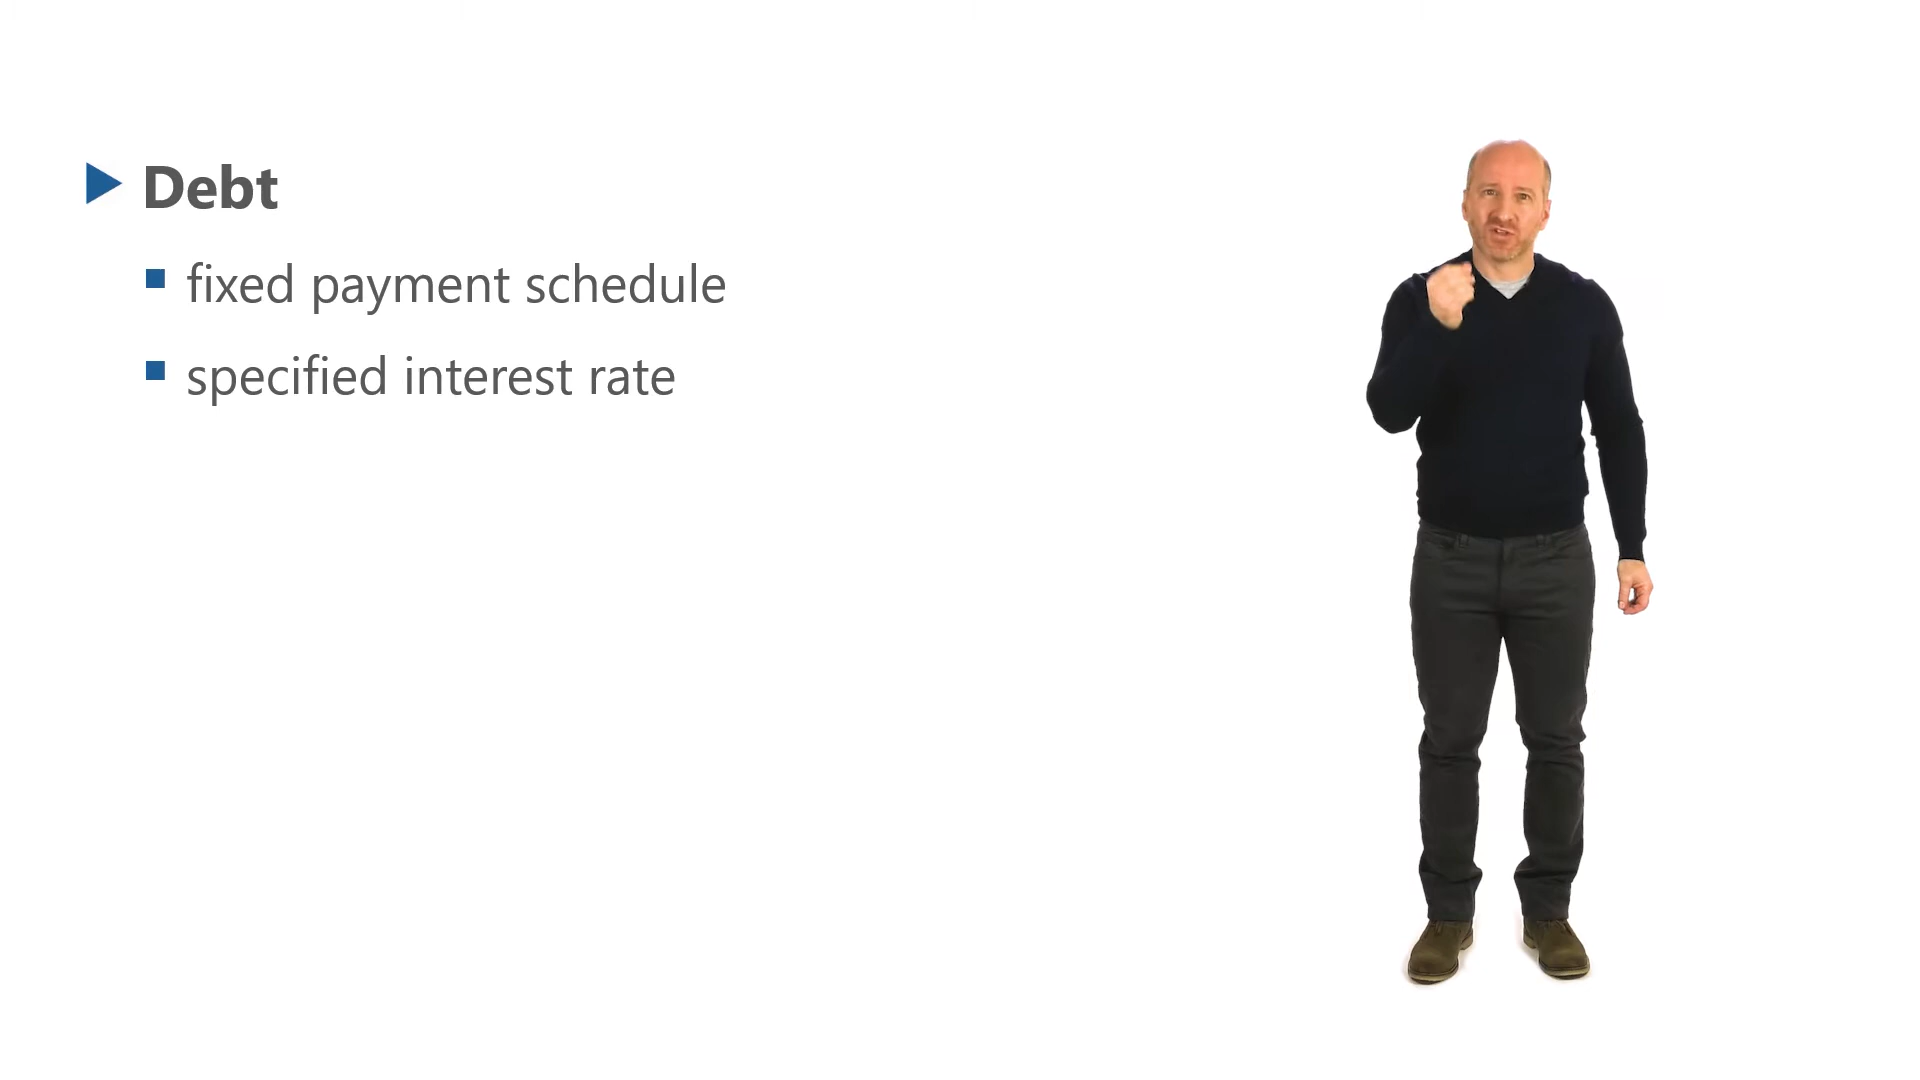 Debt
fixed payment schedule
specified interest rate